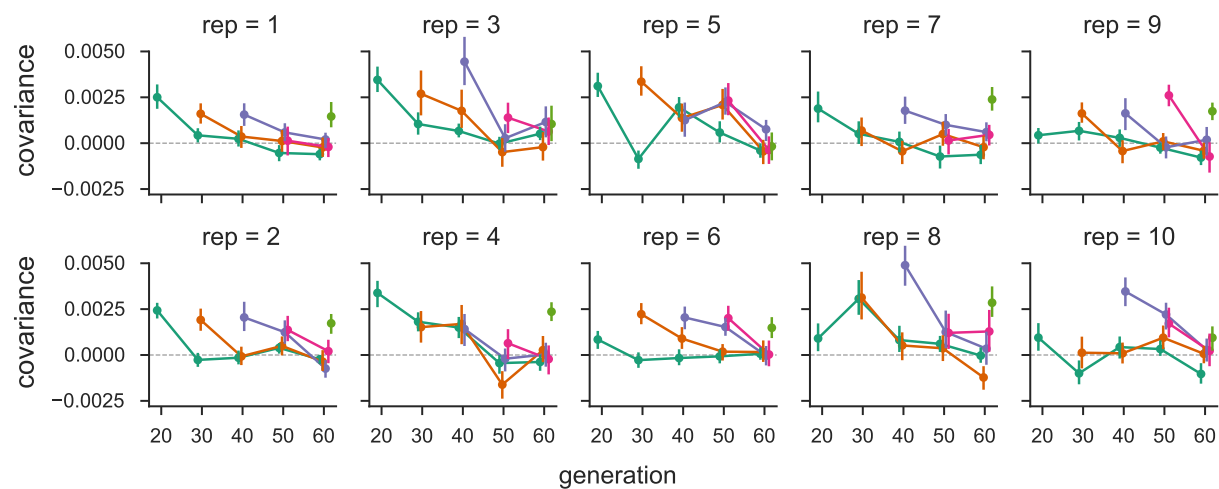 rep = 1 rep = 3 rep = 5 rep = 7 rep = 9
covariance
0.0050
0.0025
0.0000
−0.0025
rep = 2 rep = 4 rep = 6 rep = 8 rep = 10
covariance
0.0050
0.0025
0.0000
−0.0025
20 30 40 50 60 20 30 40 50 60 20 30 40 50 60 20 30 40 50 60 20 30 40 50 60
generation